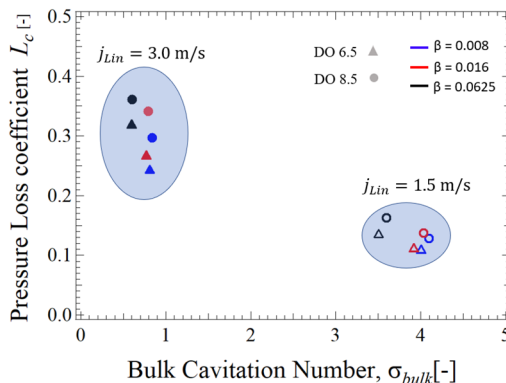 Pressure Loss coefficient L_c [-]
0.5
0.4
0.3
0.2
0.1
0.0
j_Lin = 3.0 m/s
DO 6.5
DO 8.5
β = 0.008
β = 0.016
β = 0.0625
j_Lin = 1.5 m/s
0 1 2 3 4 5
Bulk Cavitation Number, σ_bulk[-]